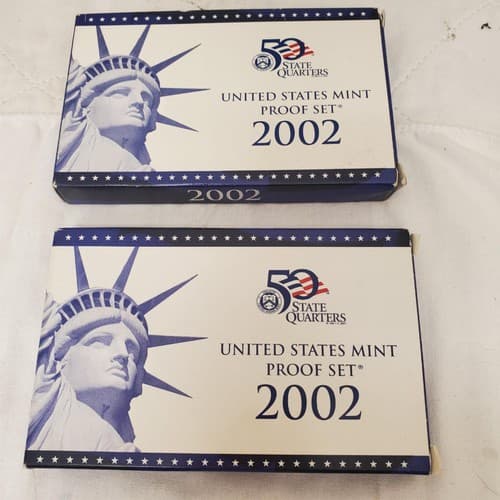 50
STATE
QUARTERS
UNITED STATES MINT
PROOF SET®
2002
2002
50
STATE
QUARTERS
UNITED STATES MINT
PROOF SET®
2002